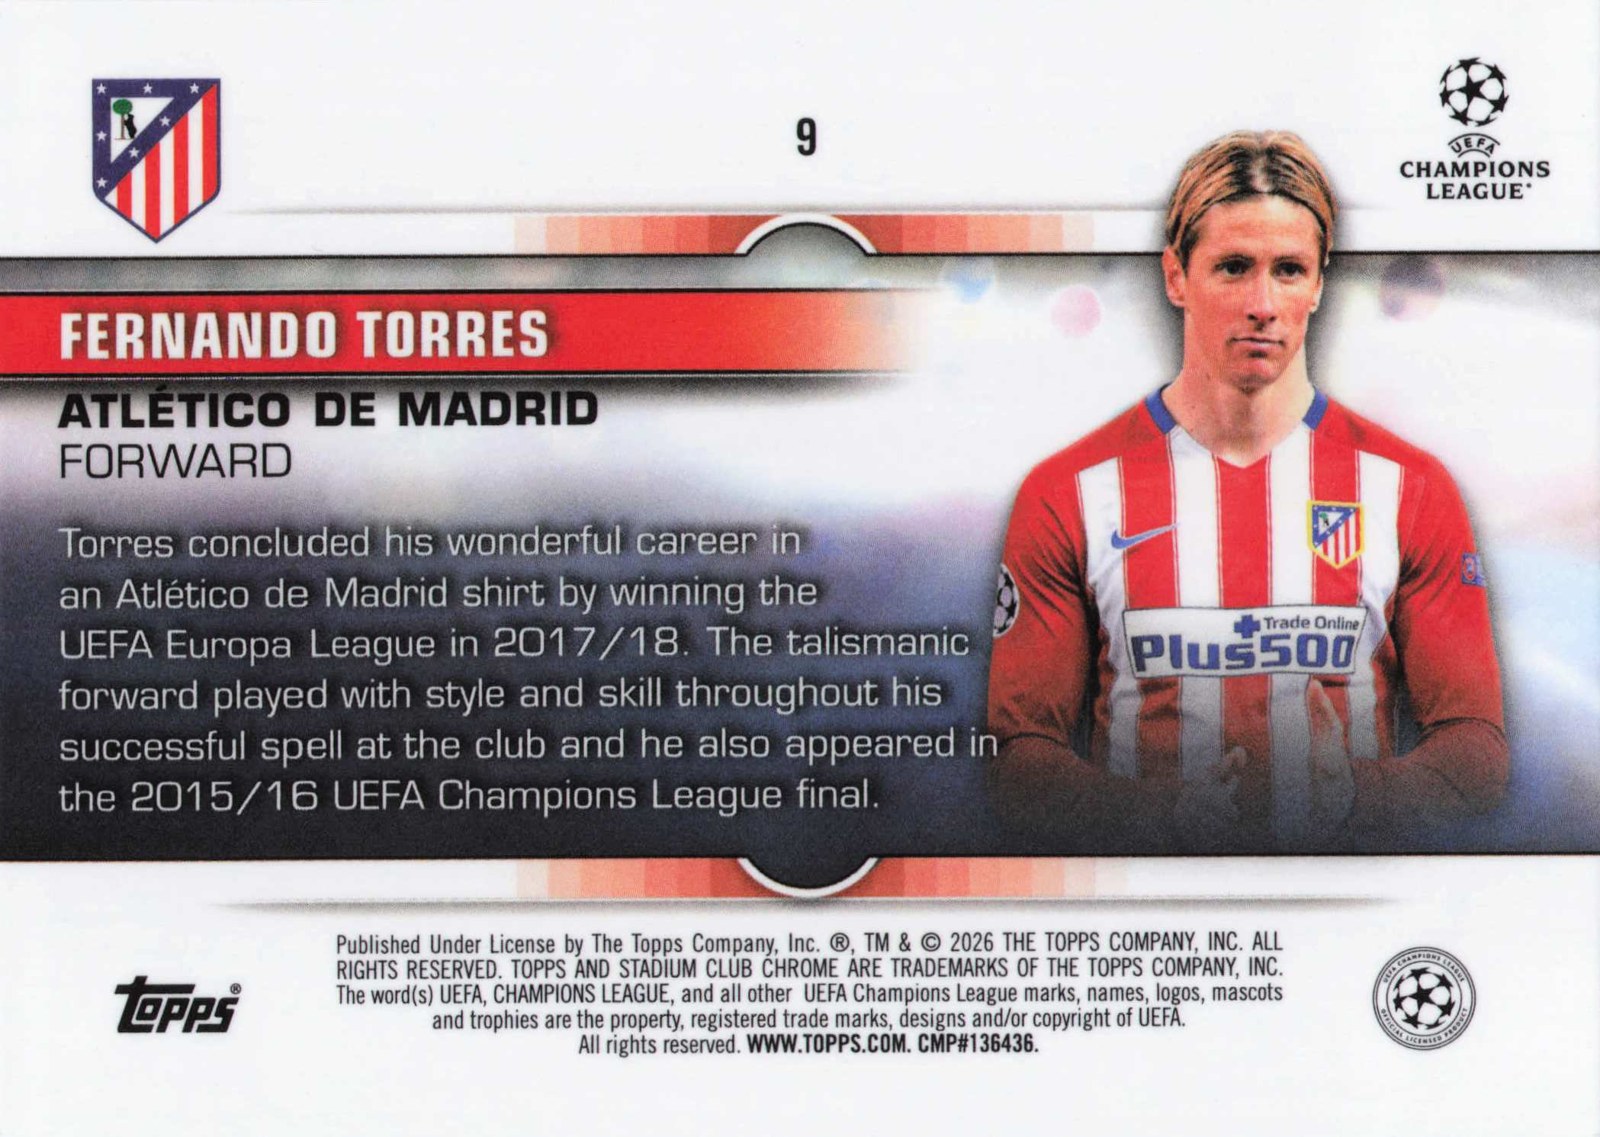 9
UEFA
CHAMPIONS
LEAGUE®
FERNANDO TORRES
ATLÉTICO DE MADRID
FORWARD
Torres concluded his wonderful career in
an Atlético de Madrid shirt by winning the
UEFA Europa League in 2017/18. The talismanic
forward played with style and skill throughout his
successful spell at the club and he also appeared in
the 2015/16 UEFA Champions League final.
Trade Online
Plus500
Published Under License by The Topps Company, Inc. ®, TM & © 2026 THE TOPPS COMPANY, INC. ALL
RIGHTS RESERVED. TOPPS AND STADIUM CLUB CHROME ARE TRADEMARKS OF THE TOPPS COMPANY, INC.
The word(s) UEFA, CHAMPIONS LEAGUE, and all other UEFA Champions League marks, names, logos, mascots
and trophies are the property, registered trade marks, designs and/or copyright of UEFA.
All rights reserved. WWW.TOPPS.COM. CMP#136436.
Topps®
UEFA CHAMPIONS LEAGUE
OFFICIAL LICENSED PRODUCT